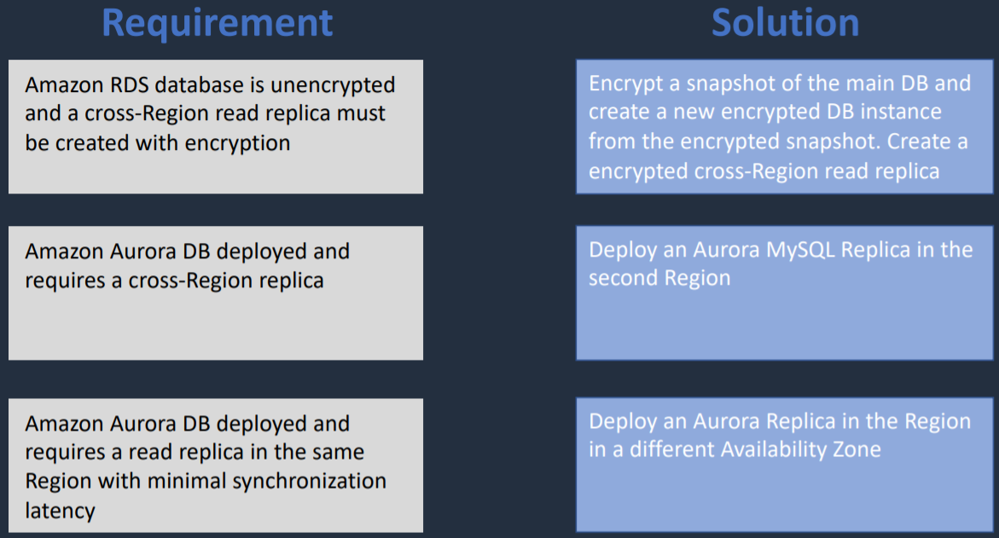 Requirement
Solution
Amazon RDS database is unencrypted
and a cross-Region read replica must
be created with encryption
Encrypt a snapshot of the main DB and
create a new encrypted DB instance
from the encrypted snapshot. Create a
encrypted cross-Region read replica
Amazon Aurora DB deployed and
requires a cross-Region replica
Deploy an Aurora MySQL Replica in the
second Region
Amazon Aurora DB deployed and
requires a read replica in the same
Region with minimal synchronization
latency
Deploy an Aurora Replica in the Region
in a different Availability Zone